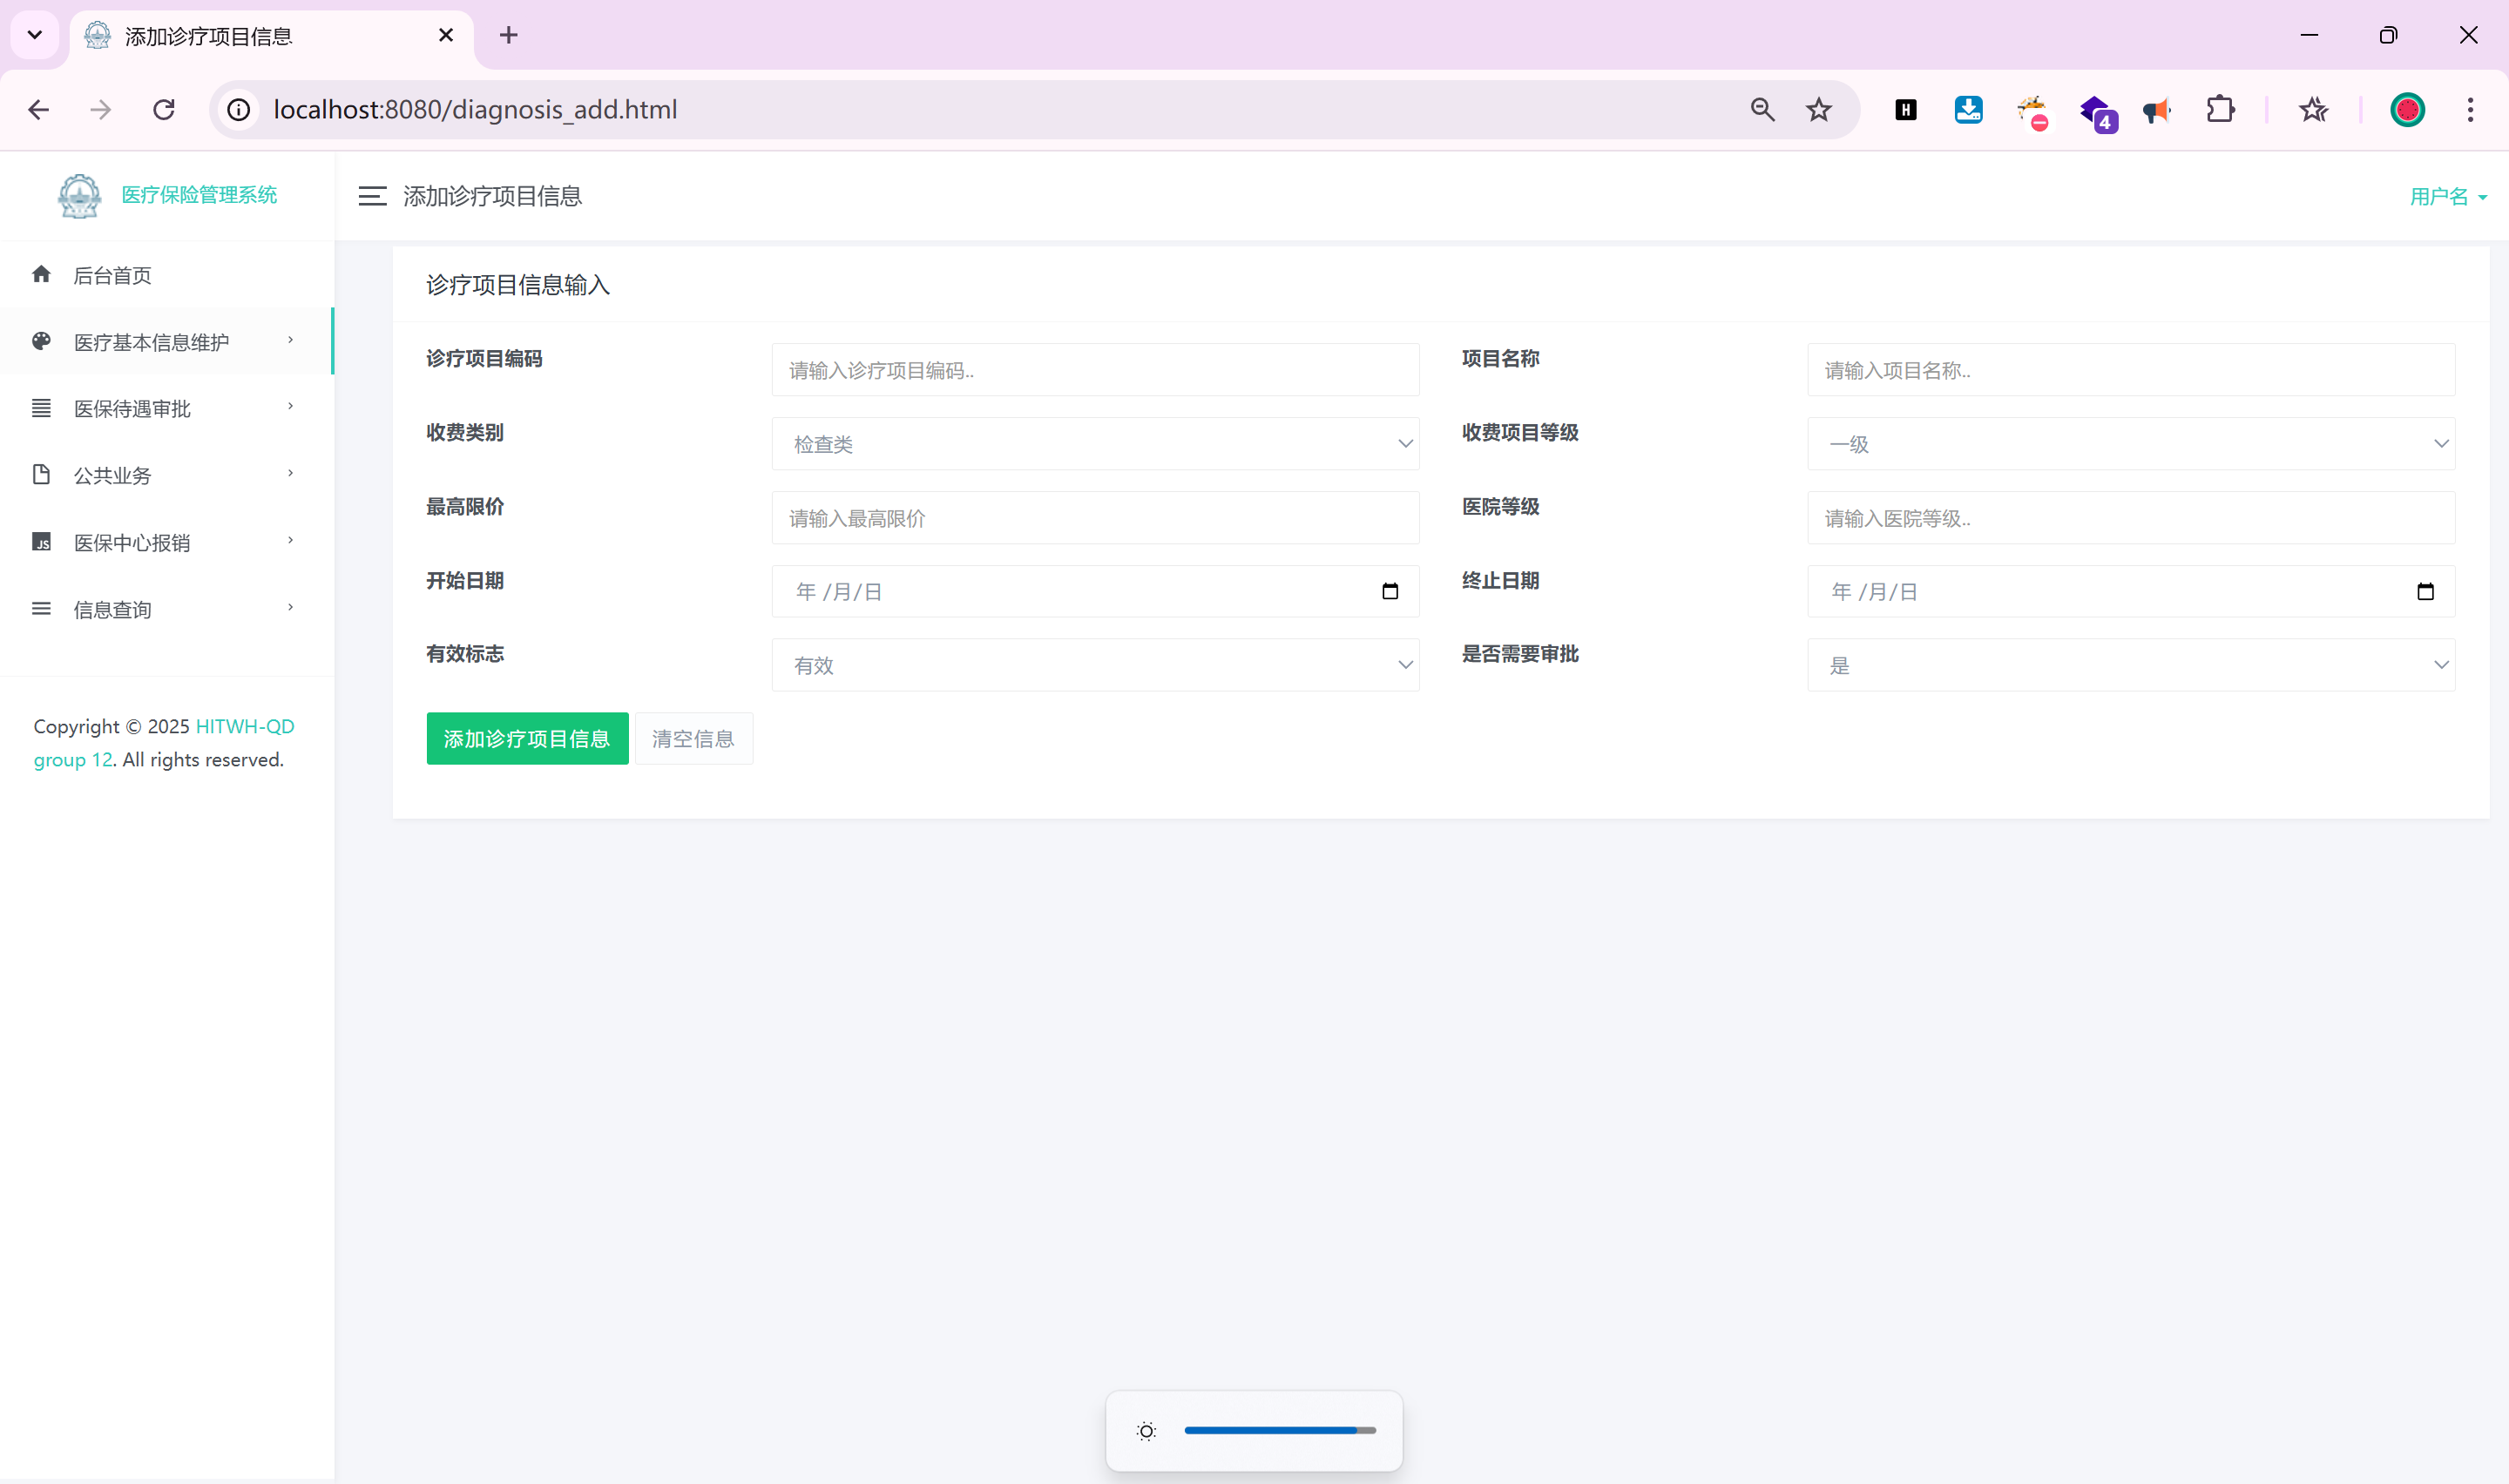 添加诊疗项目信息
localhost:8080/diagnosis_add.html
H
4
医疗保险管理系统
添加诊疗项目信息
用户名
后台首页
医疗基本信息维护
医保待遇审批
公共业务
JS 医保中心报销
信息查询
Copyright © 2025 HITWH-QD
group 12. All rights reserved.
诊疗项目信息输入
诊疗项目编码 请输入诊疗项目编码.. 项目名称 请输入项目名称..
收费类别 检查类 收费项目等级 一级
最高限价 请输入最高限价 医院等级 请输入医院等级..
开始日期 年 /月/日 终止日期 年 /月/日
有效标志 有效 是否需要审批 是
添加诊疗项目信息 清空信息